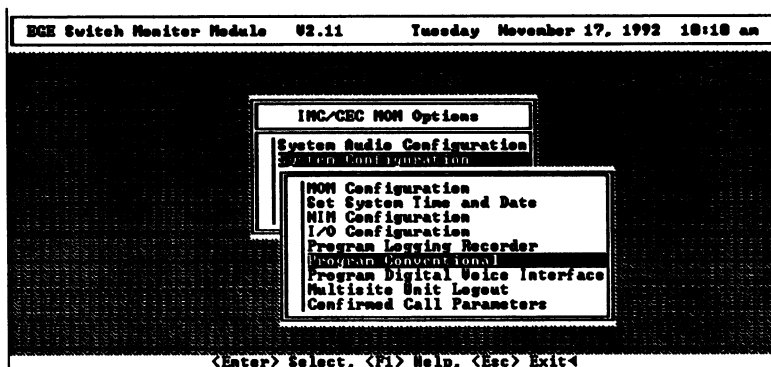 EGE Switch Monitor Module V2.11 Tuesday November 17, 1992 10:10 am
IMC/CEC MOM Options
System Audio Configuration
System Configuration
MOM Configuration
Set System Time and Date
NIM Configuration
I/O Configuration
Program Logging Recorder
Program Conventional
Program Digital Voice Interface
Multisite Unit Logout
Confirmed Call Parameters
<Enter> Select, <F1> Help, <Esc> Exit◄